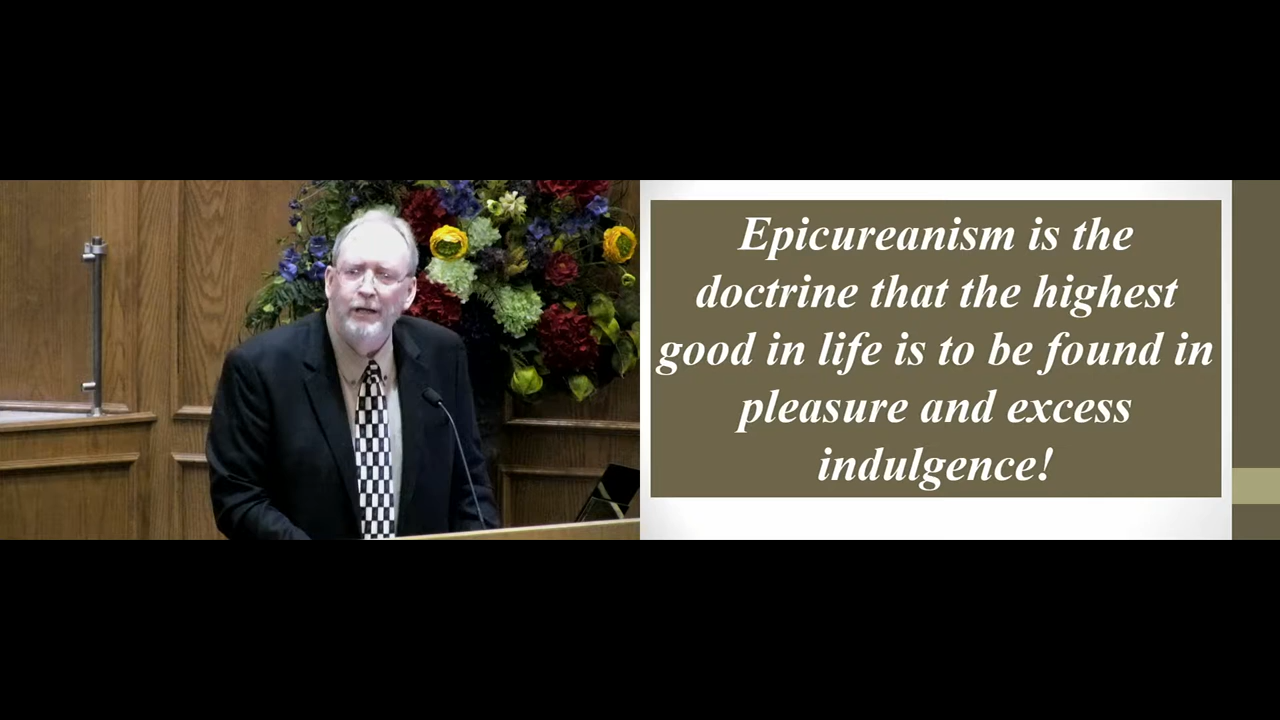 Epicureanism is the
doctrine that the highest
good in life is to be found in
pleasure and excess
indulgence!